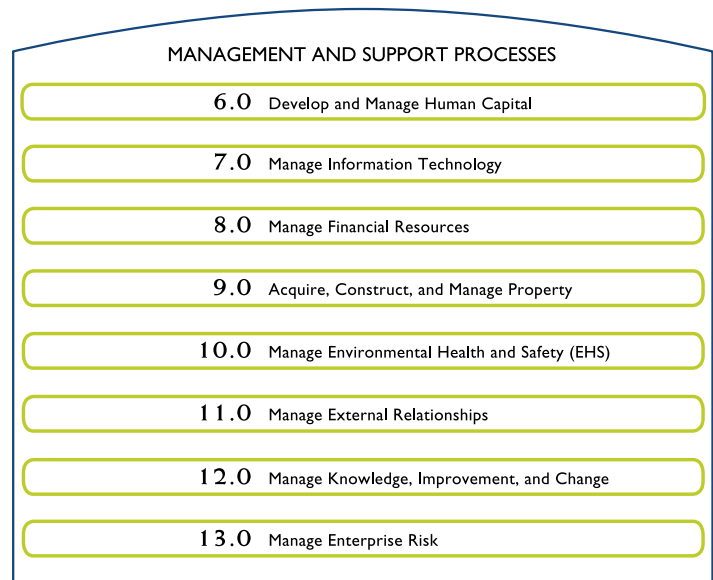 MANAGEMENT AND SUPPORT PROCESSES
6.0 Develop and Manage Human Capital
7.0 Manage Information Technology
8.0 Manage Financial Resources
9.0 Acquire, Construct, and Manage Property
10.0 Manage Environmental Health and Safety (EHS)
11.0 Manage External Relationships
12.0 Manage Knowledge, Improvement, and Change
13.0 Manage Enterprise Risk